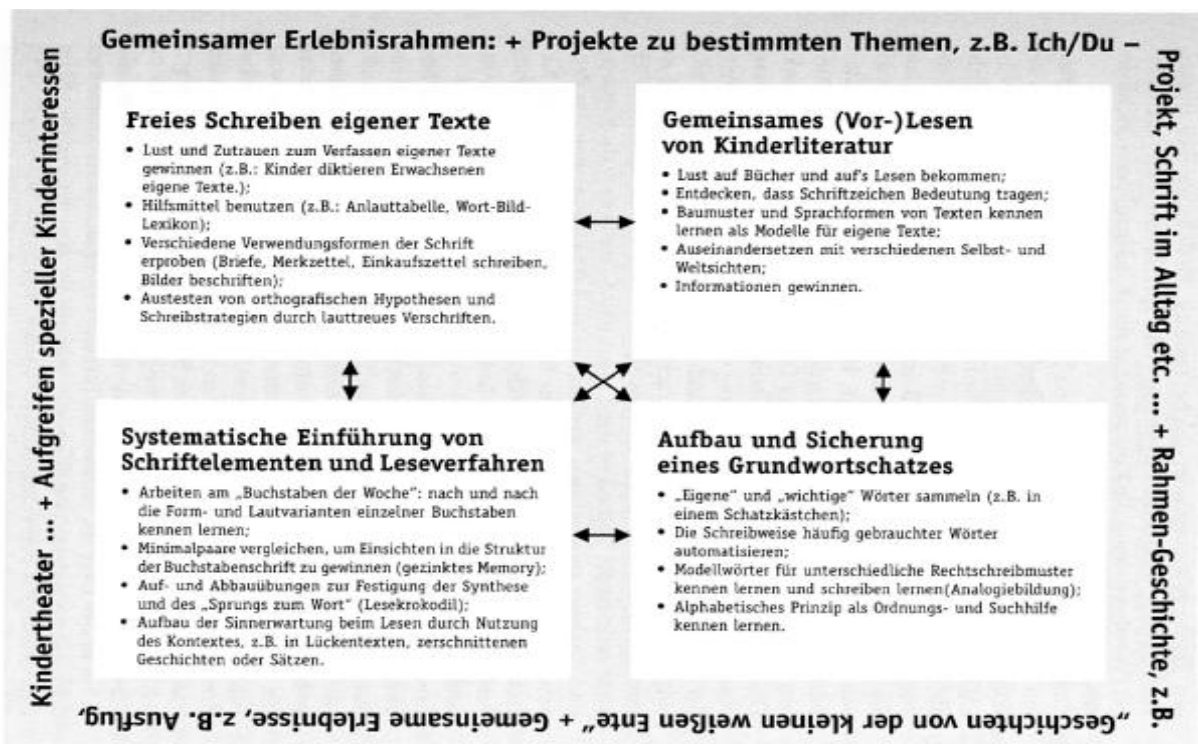 Gemeinsamer Erlebnisrahmen: + Projekte zu bestimmten Themen, z.B. Ich/Du –
Projekt, Schrift im Alltag etc. ... + Rahmen-Geschichte, z.B.
„Geschichten von der kleinen weißen Ente“ + Gemeinsame Erlebnisse, z.B. Ausflug,
Kindertheater ... + Aufgreifen spezieller Kinderinteressen
Freies Schreiben eigener Texte
• Lust und Zutrauen zum Verfassen eigener Texte
gewinnen (z.B.: Kinder diktieren Erwachsenen
eigene Texte.);
• Hilfsmittel benutzen (z.B.: Anlauttabelle, Wort-Bild-
Lexikon);
• Verschiedene Verwendungsformen der Schrift
erproben (Briefe, Merkzettel, Einkaufszettel schreiben,
Bilder beschriften);
• Austesten von orthografischen Hypothesen und
Schreibstrategien durch lauttreues Verschriften.
Gemeinsames (Vor-)Lesen
von Kinderliteratur
• Lust auf Bücher und auf's Lesen bekommen;
• Entdecken, dass Schriftzeichen Bedeutung tragen;
• Baumuster und Sprachformen von Texten kennen
lernen als Modelle für eigene Texte;
• Auseinandersetzen mit verschiedenen Selbst- und
Weltsichten;
• Informationen gewinnen.
Systematische Einführung von
Schriftelementen und Leseverfahren
• Arbeiten am „Buchstaben der Woche“: nach und nach
die Form- und Lautvarianten einzelner Buchstaben
kennen lernen;
• Minimalpaare vergleichen, um Einsichten in die Struktur
der Buchstabenschrift zu gewinnen (gezinktes Memory);
• Auf- und Abbauübungen zur Festigung der Synthese
und des „Sprungs zum Wort“ (Lesekrokodil);
• Aufbau der Sinnerwartung beim Lesen durch Nutzung
des Kontextes, z.B. in Lückentexten, zerschnittenen
Geschichten oder Sätzen.
Aufbau und Sicherung
eines Grundwortschatzes
• „Eigene“ und „wichtige“ Wörter sammeln (z.B. in
einem Schatzkästchen);
• Die Schreibweise häufig gebrauchter Wörter
automatisieren;
• Modellwörter für unterschiedliche Rechtschreibmuster
kennen lernen und schreiben lernen(Analogiebildung);
• Alphabetisches Prinzip als Ordnungs- und Suchhilfe
kennen lernen.